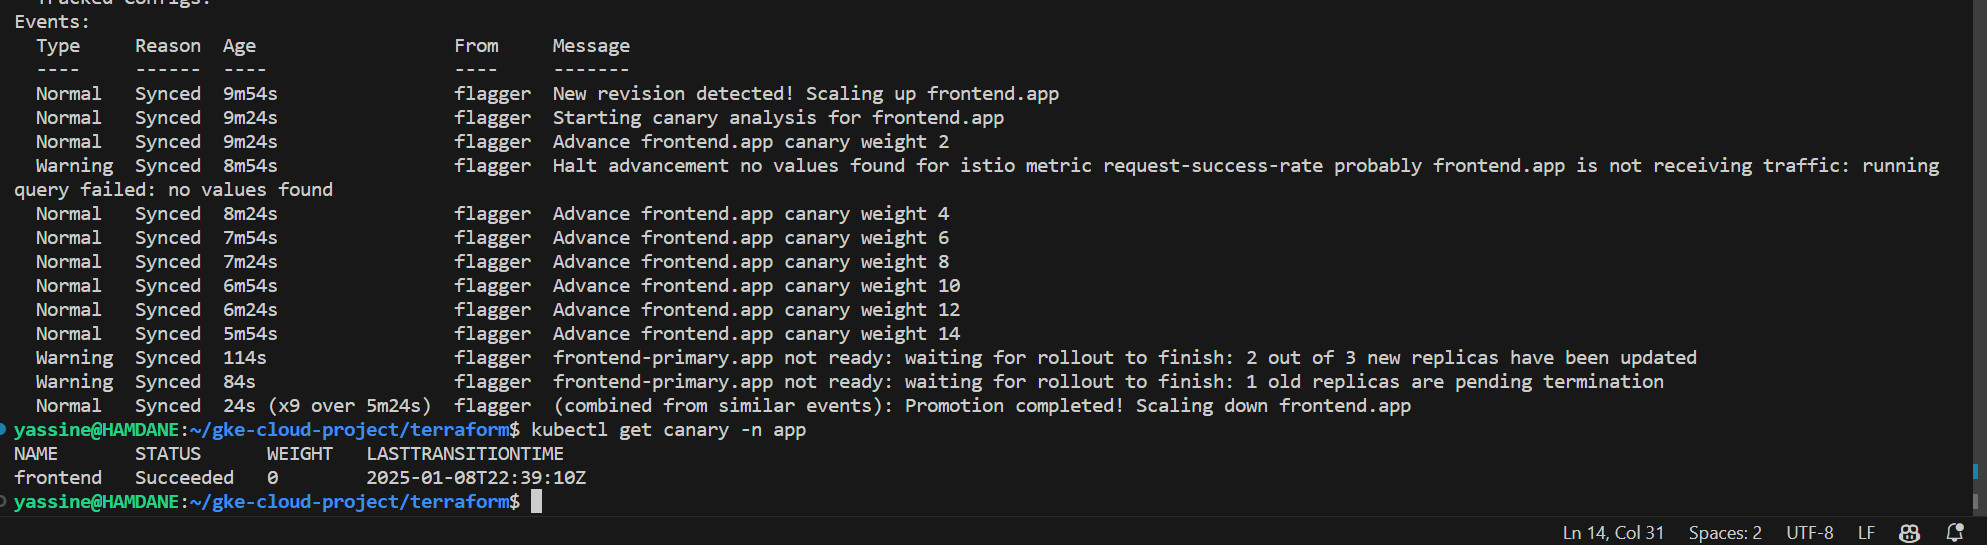 Tracked Configs:
Events:
Type     Reason  Age                    From     Message
----     ------  ----                   ----     -------
Normal   Synced  9m54s                  flagger  New revision detected! Scaling up frontend.app
Normal   Synced  9m24s                  flagger  Starting canary analysis for frontend.app
Normal   Synced  9m24s                  flagger  Advance frontend.app canary weight 2
Warning  Synced  8m54s                  flagger  Halt advancement no values found for istio metric request-success-rate probably frontend.app is not receiving traffic: running
query failed: no values found
Normal   Synced  8m24s                  flagger  Advance frontend.app canary weight 4
Normal   Synced  7m54s                  flagger  Advance frontend.app canary weight 6
Normal   Synced  7m24s                  flagger  Advance frontend.app canary weight 8
Normal   Synced  6m54s                  flagger  Advance frontend.app canary weight 10
Normal   Synced  6m24s                  flagger  Advance frontend.app canary weight 12
Normal   Synced  5m54s                  flagger  Advance frontend.app canary weight 14
Warning  Synced  114s                   flagger  frontend-primary.app not ready: waiting for rollout to finish: 2 out of 3 new replicas have been updated
Warning  Synced  84s                    flagger  frontend-primary.app not ready: waiting for rollout to finish: 1 old replicas are pending termination
Normal   Synced  24s (x9 over 5m24s)  flagger  (combined from similar events): Promotion completed! Scaling down frontend.app
yassine@HAMDANE:~/gke-cloud-project/terraform$ kubectl get canary -n app
NAME       STATUS      WEIGHT   LASTTRANSITIONTIME
frontend   Succeeded   0        2025-01-08T22:39:10Z
yassine@HAMDANE:~/gke-cloud-project/terraform$
Ln 14, Col 31   Spaces: 2   UTF-8   LF